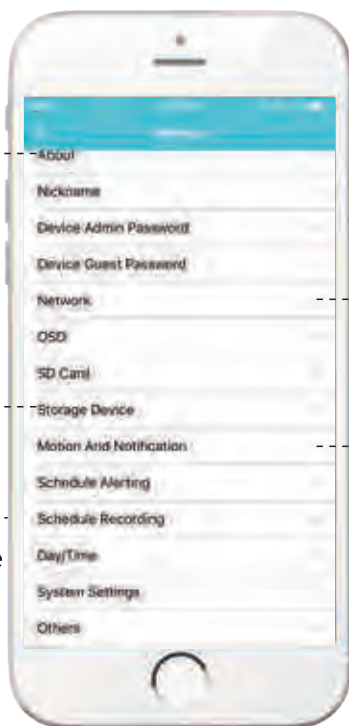 About
Nickname
Device Admin Password
Device Guest Password
Network
OSD
SD Card
Storage Device
Motion And Notification
Schedule Alerting
Schedule Recording
Day/Time
System Settings
Others